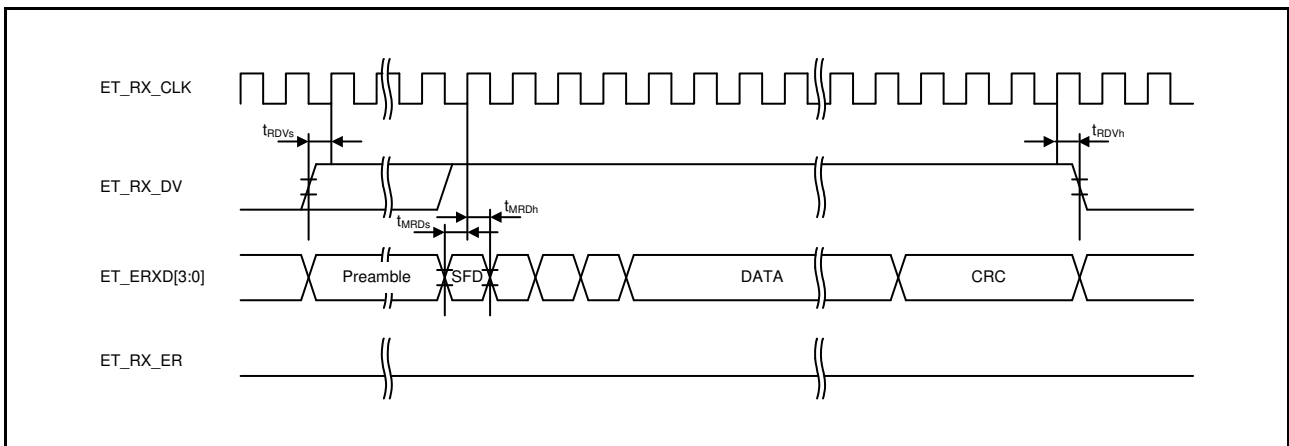 ET_RX_CLK
tRDVs
tRDVh
ET_RX_DV
tMRDh
tMRDs
ET_ERXD[3:0]
Preamble
SFD
DATA
CRC
ET_RX_ER